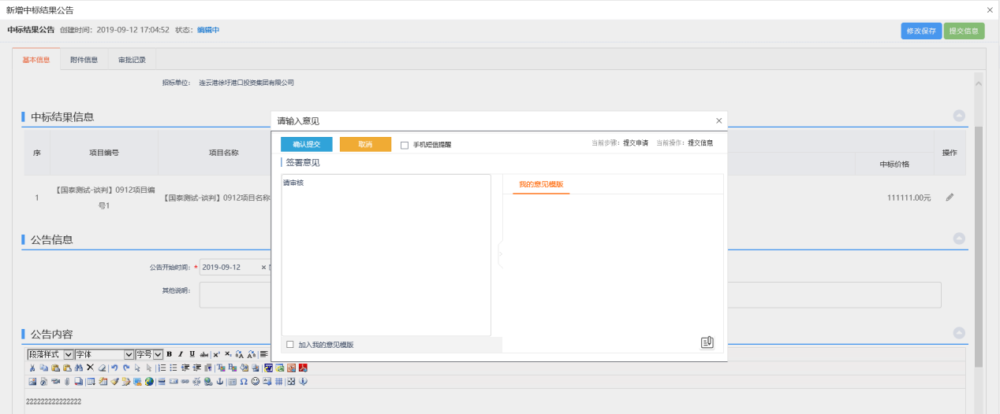 新增中标结果公告
中标结果公告 创建时间：2019-09-12 17:04:52 状态：编辑中 修改保存 提交信息
基本信息 附件信息 审批记录
招标单位： 连云港徐圩港口投资集团有限公司
中标结果信息
序 项目编号 项目名称 中标价格 操作
1 【国泰测试-谈判】0912项目编号1 【国泰测试-谈判】0912项目名称 111111.00元
公告信息
公告开始时间：* 2019-09-12
其他说明：
公告内容
段落样式 字体 字号
222222222222222
请输入意见
确认提交 取消 手机短信提醒 当前步骤：提交申请 当前操作：提交信息
签署意见
请审核 我的意见模版
加入我的意见模版